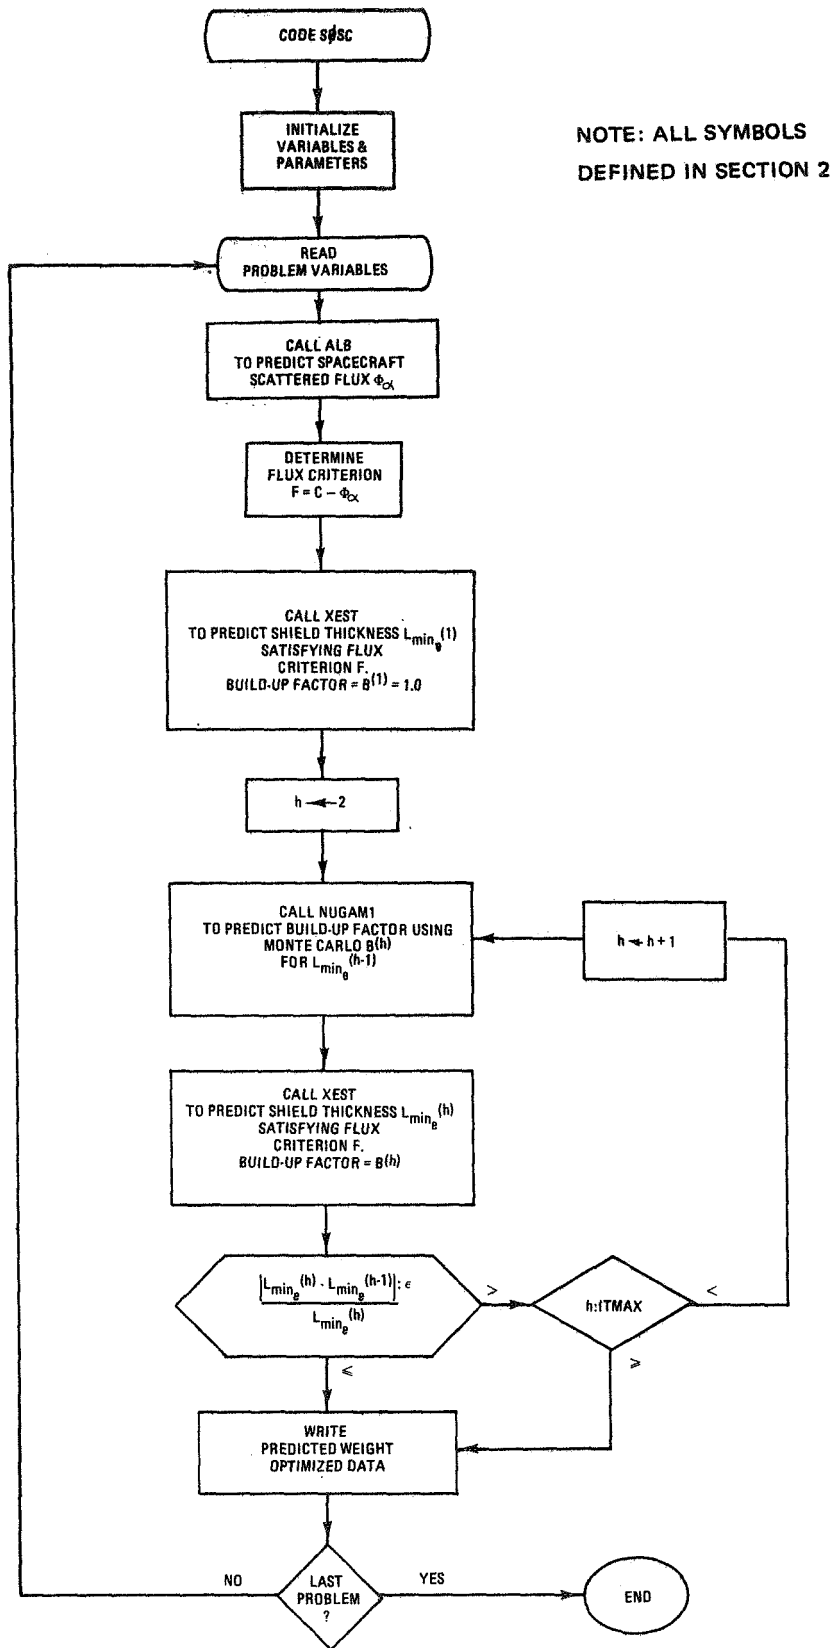 CODE SØSC
NOTE: ALL SYMBOLS
DEFINED IN SECTION 2
INITIALIZE
VARIABLES &
PARAMETERS
READ
PROBLEM VARIABLES
CALL ALB
TO PREDICT SPACECRAFT
SCATTERED FLUX Φα
DETERMINE
FLUX CRITERION
F = C – Φα
CALL XEST
TO PREDICT SHIELD THICKNESS Lmine(1)
SATISFYING FLUX
CRITERION F.
BUILD-UP FACTOR = B(1) = 1.0
h ← 2
CALL NUGAM1
TO PREDICT BUILD-UP FACTOR USING
MONTE CARLO B(h)
FOR Lmine(h-1)
h ← h + 1
CALL XEST
TO PREDICT SHIELD THICKNESS Lmine(h)
SATISFYING FLUX
CRITERION F.
BUILD-UP FACTOR = B(h)
|Lmine(h) - Lmine(h-1)| : ϵ
Lmine(h)
>
h:ITMAX
<
≤
≥
WRITE
PREDICTED WEIGHT
OPTIMIZED DATA
NO
LAST
PROBLEM
?
YES
END